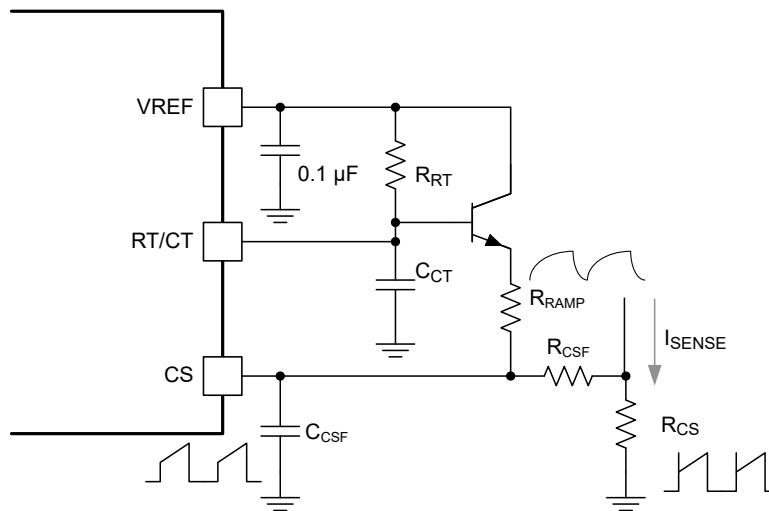 VREF
0.1 µF
RRT
RT/CT
CCT
RRAMP
ISENSE
RCSF
CS
CCSF
RCS